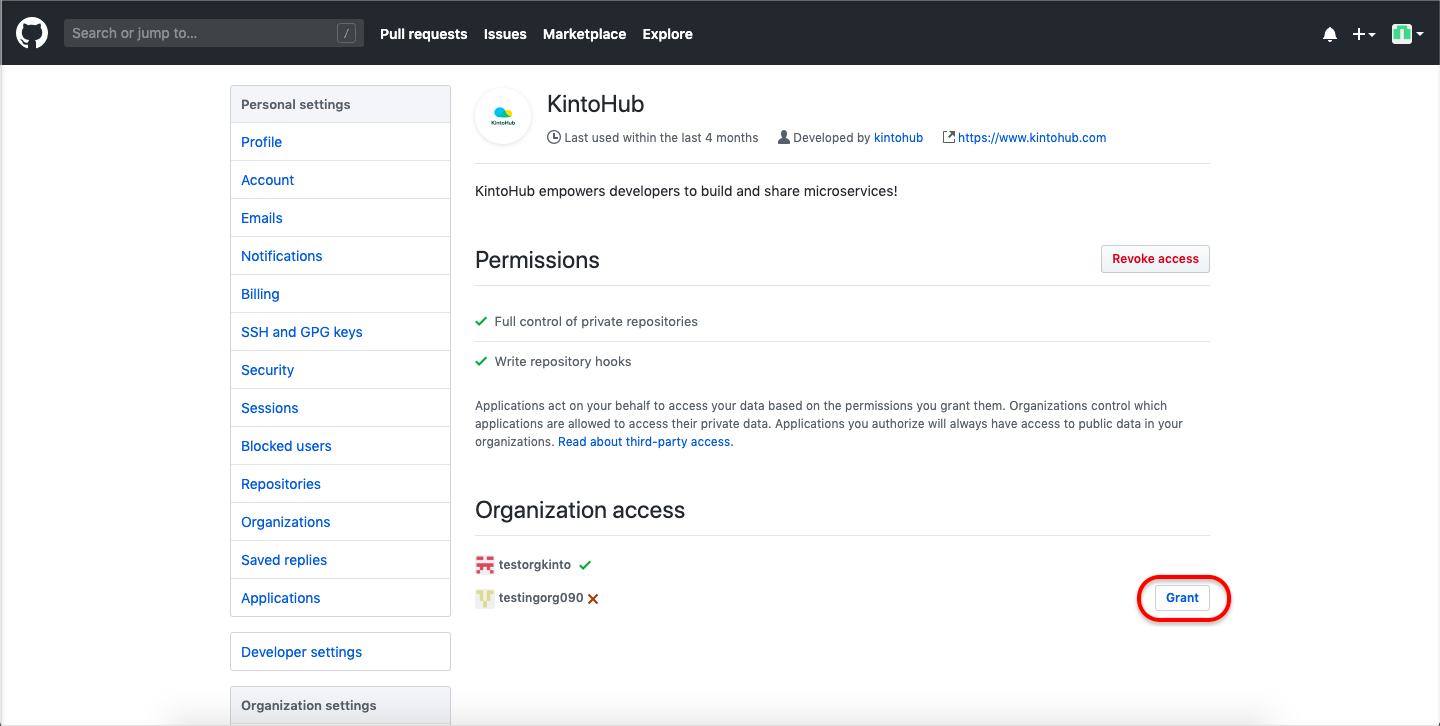 Search or jump to... /
Pull requests Issues Marketplace Explore
Personal settings
Profile
Account
Emails
Notifications
Billing
SSH and GPG keys
Security
Sessions
Blocked users
Repositories
Organizations
Saved replies
Applications
Developer settings
Organization settings
KintoHub
KintoHub
Last used within the last 4 months Developed by kintohub https://www.kintohub.com
KintoHub empowers developers to build and share microservices!
Permissions
Revoke access
Full control of private repositories
Write repository hooks
Applications act on your behalf to access your data based on the permissions you grant them. Organizations control which
applications are allowed to access their private data. Applications you authorize will always have access to public data in your
organizations. Read about third-party access.
Organization access
testorgkinto
testingorg090
Grant